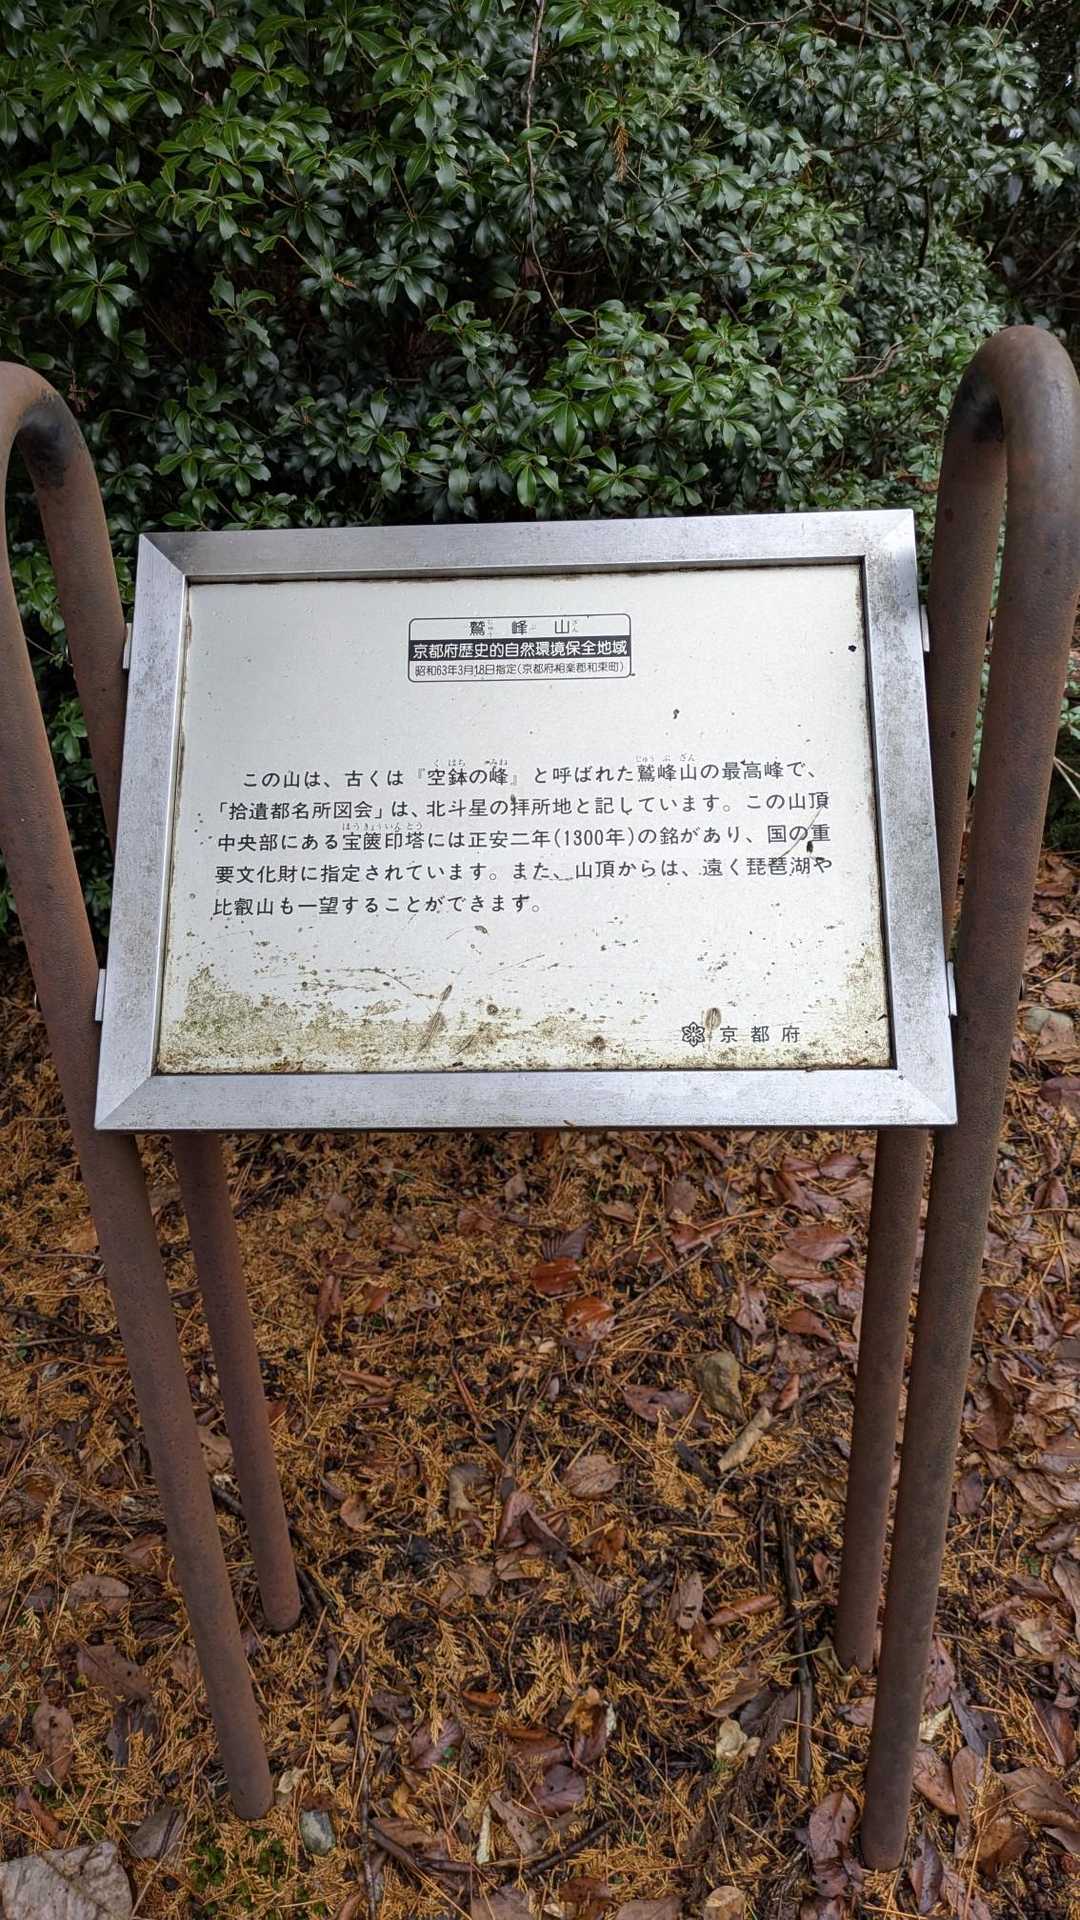 鷲峰山
京都府歴史的自然環境保全地域
昭和63年3月18日指定(京都府相楽郡和束町)
この山は、古くは『空鉢の峰』と呼ばれた鷲峰山の最高峰で、
「拾遺都名所図会」は、北斗星の拝所地と記しています。この山頂
中央部にある宝篋印塔には正安二年(1300年)の銘があり、国の重
要文化財に指定されています。また、山頂からは、遠く琵琶湖や
比叡山も一望することができます。
京都府